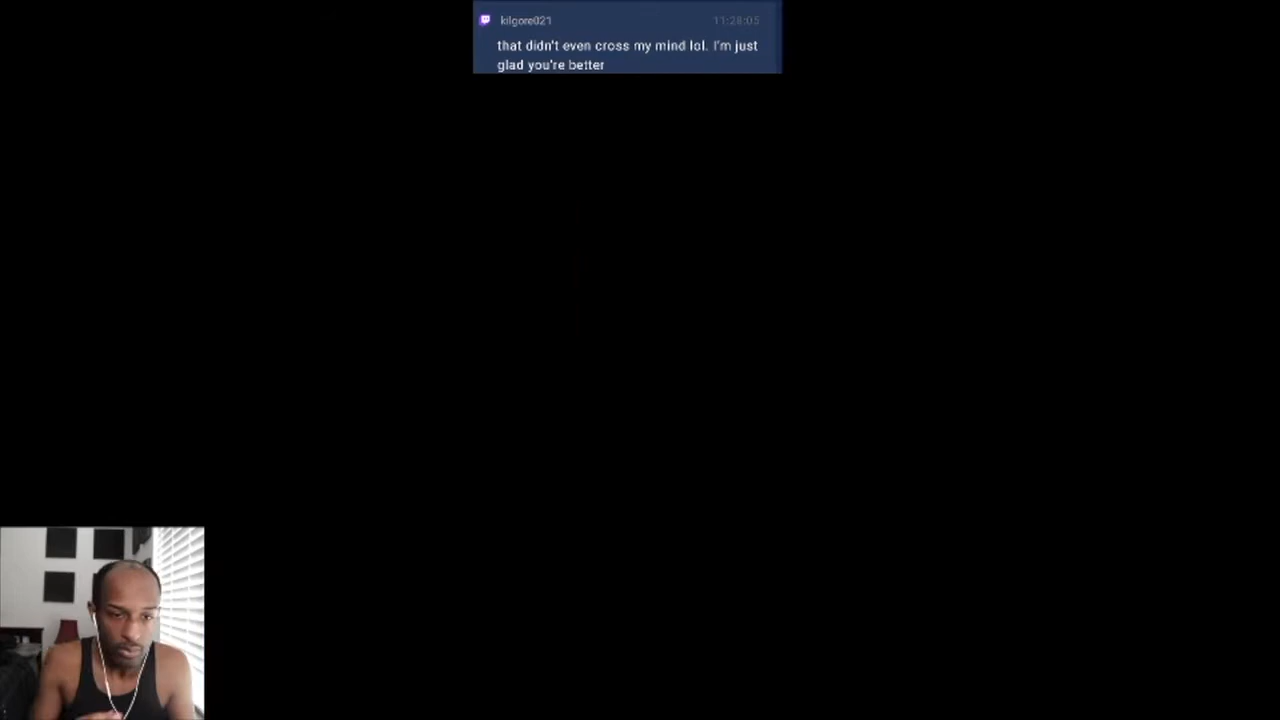 kilgore021 11:28:05
that didn't even cross my mind lol. I'm just
glad you're better